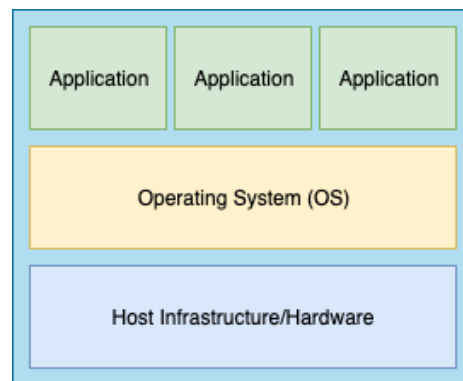 Application
Application
Application
Operating System (OS)
Host Infrastructure/Hardware